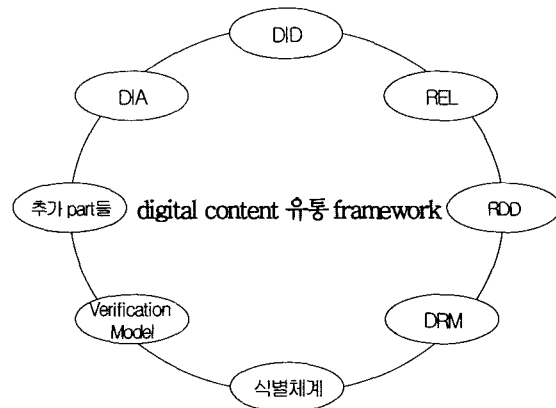 DID
DIA
REL
추가 part들
digital content 유통 framework
RDD
Verification
Model
DRM
식별체계